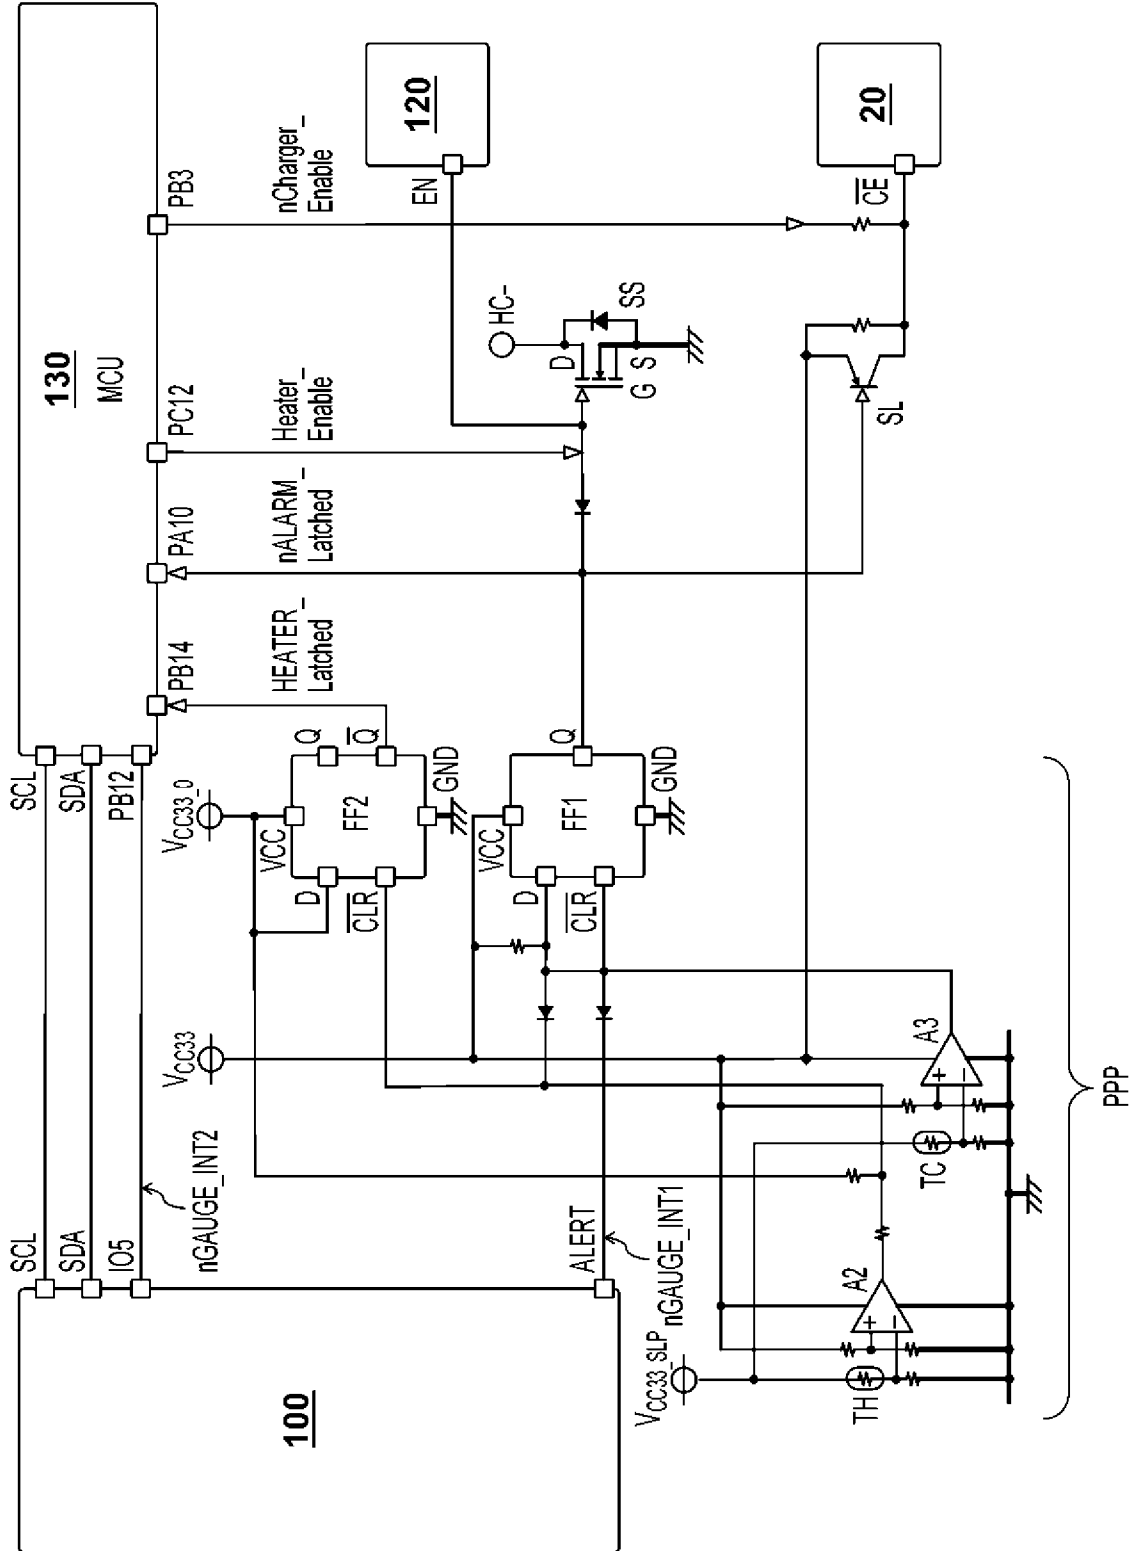 130
MCU
SCL
SDA
PB12
PB14
PA10
PC12
PB3
HEATER_
Latched
nALARM_
Latched
Heater_
Enable
nCharger_
Enable
120
EN
20
CE
HC-
D
G
S
SS
SL
VCC33_0
VCC
D
CLR
FF2
Q
Q
GND
VCC
D
CLR
FF1
Q
GND
VCC33
nGAUGE_INT2
SCL
SDA
IO5
ALERT
100
nGAUGE_INT1
VCC33_SLP
TH
A2
+
-
TC
A3
+
-
PPP